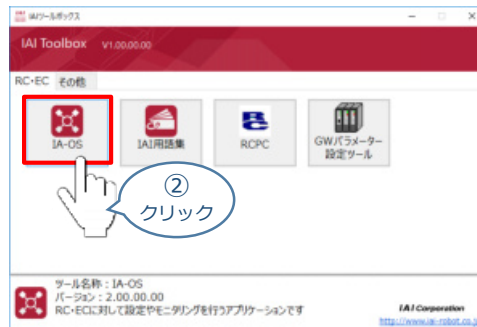 IAIツールボックス
IAI Toolbox V1.00.00.00
RC・EC その他
IA-OS
IAI用語集
RCPC
GWパラメーター
設定ツール
②
クリック
ツール名称：IA-OS
バージョン：2.00.00.00
RC・ECに対して設定やモニタリングを行うアプリケーションです
IAI Corporation
http://www.iai-robot.co.j